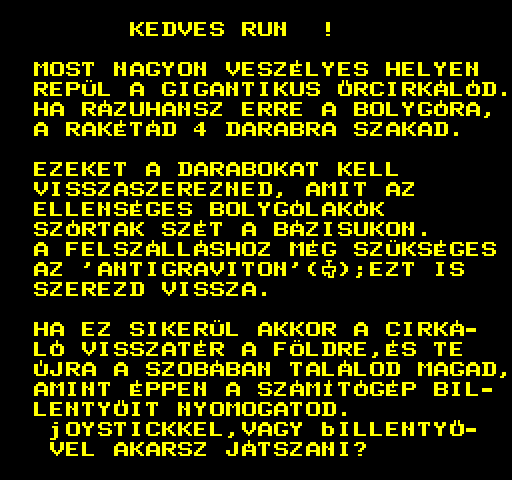 KEDVES RUN !
MOST NAGYON VESZÉLYES HELYEN
REPÜL A GIGANTIKUS ŰRCIRKÁLÓD.
HA RÁZUHANSZ ERRE A BOLYGÓRA,
A RAKÉTÁD 4 DARABRA SZAKAD.
EZEKET A DARABOKAT KELL
VISSZASZEREZNED, AMIT AZ
ELLENSÉGES BOLYGÓLAKÓK
SZÓRTAK SZÉT A BÁZISUKON.
A FELSZÁLLÁSHOZ MÉG SZÜKSÉGES
AZ 'ANTIGRAVITON'( );EZT IS
SZEREZD VISSZA.
HA EZ SIKERÜL AKKOR A CIRKÁ-
LÓ VISSZATÉR A FÖLDRE,ÉS TE
ÚJRA A SZOBÁBAN TALÁLOD MAGAD,
AMINT ÉPPEN A SZÁMÍTÓGÉP BIL-
LENTYŰIT NYOMOGATOD.
jOYSTICKKEL,VAGY bILLENTYŰ-
VEL AKARSZ JÁTSZANI?